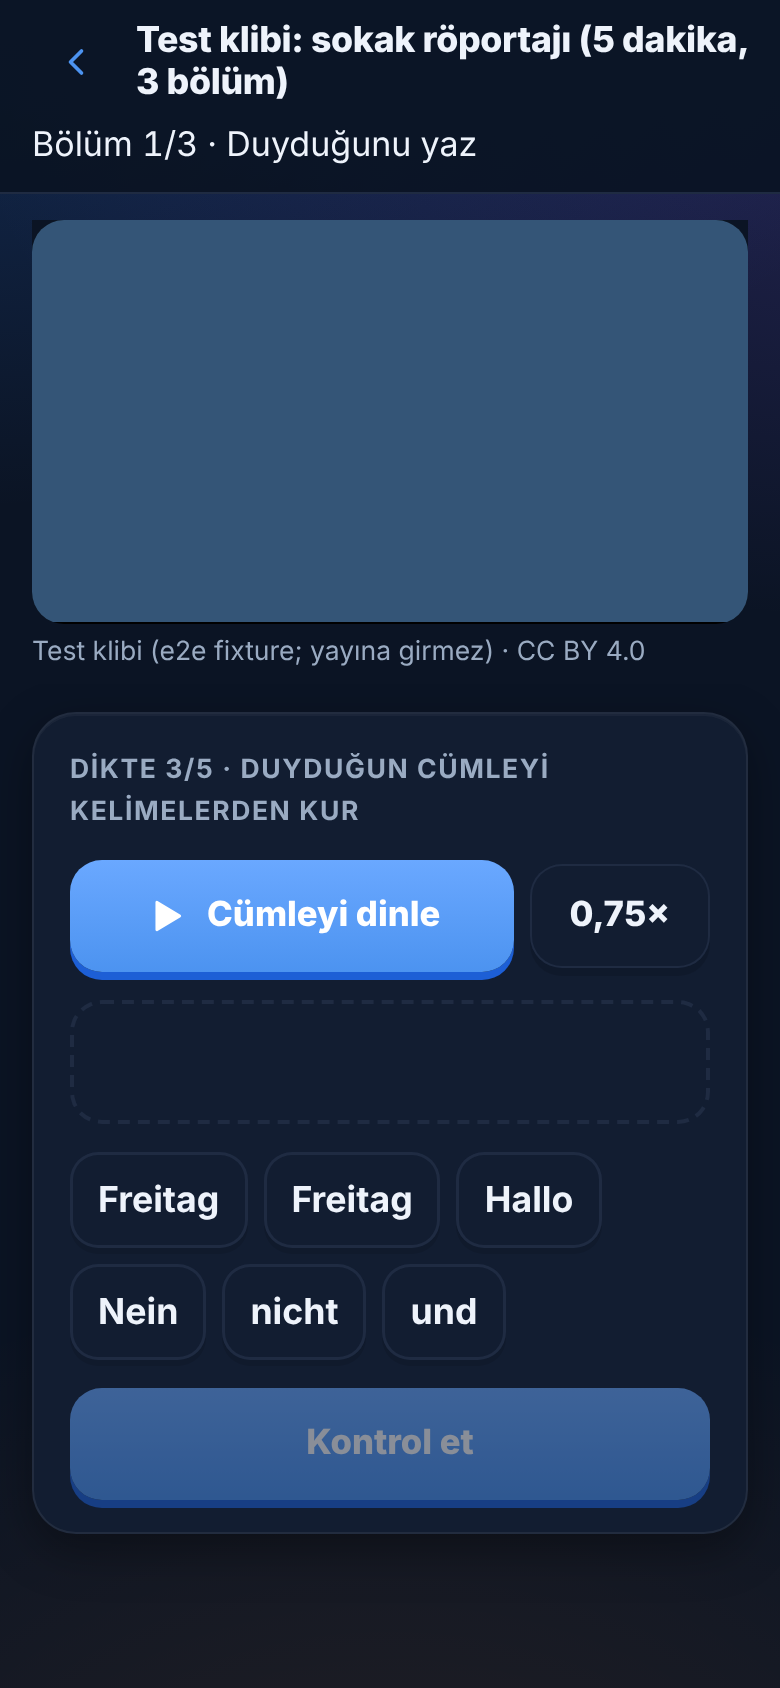 Test klibi: sokak röportajı (5 dakika,
3 bölüm)
Bölüm 1/3 · Duyduğunu yaz
Test klibi (e2e fixture; yayına girmez) · CC BY 4.0
DİKTE 3/5 · DUYDUĞUN CÜMLEYİ
KELİMELERDEN KUR
Cümleyi dinle 0,75×
Freitag Freitag Hallo
Nein nicht und
Kontrol et